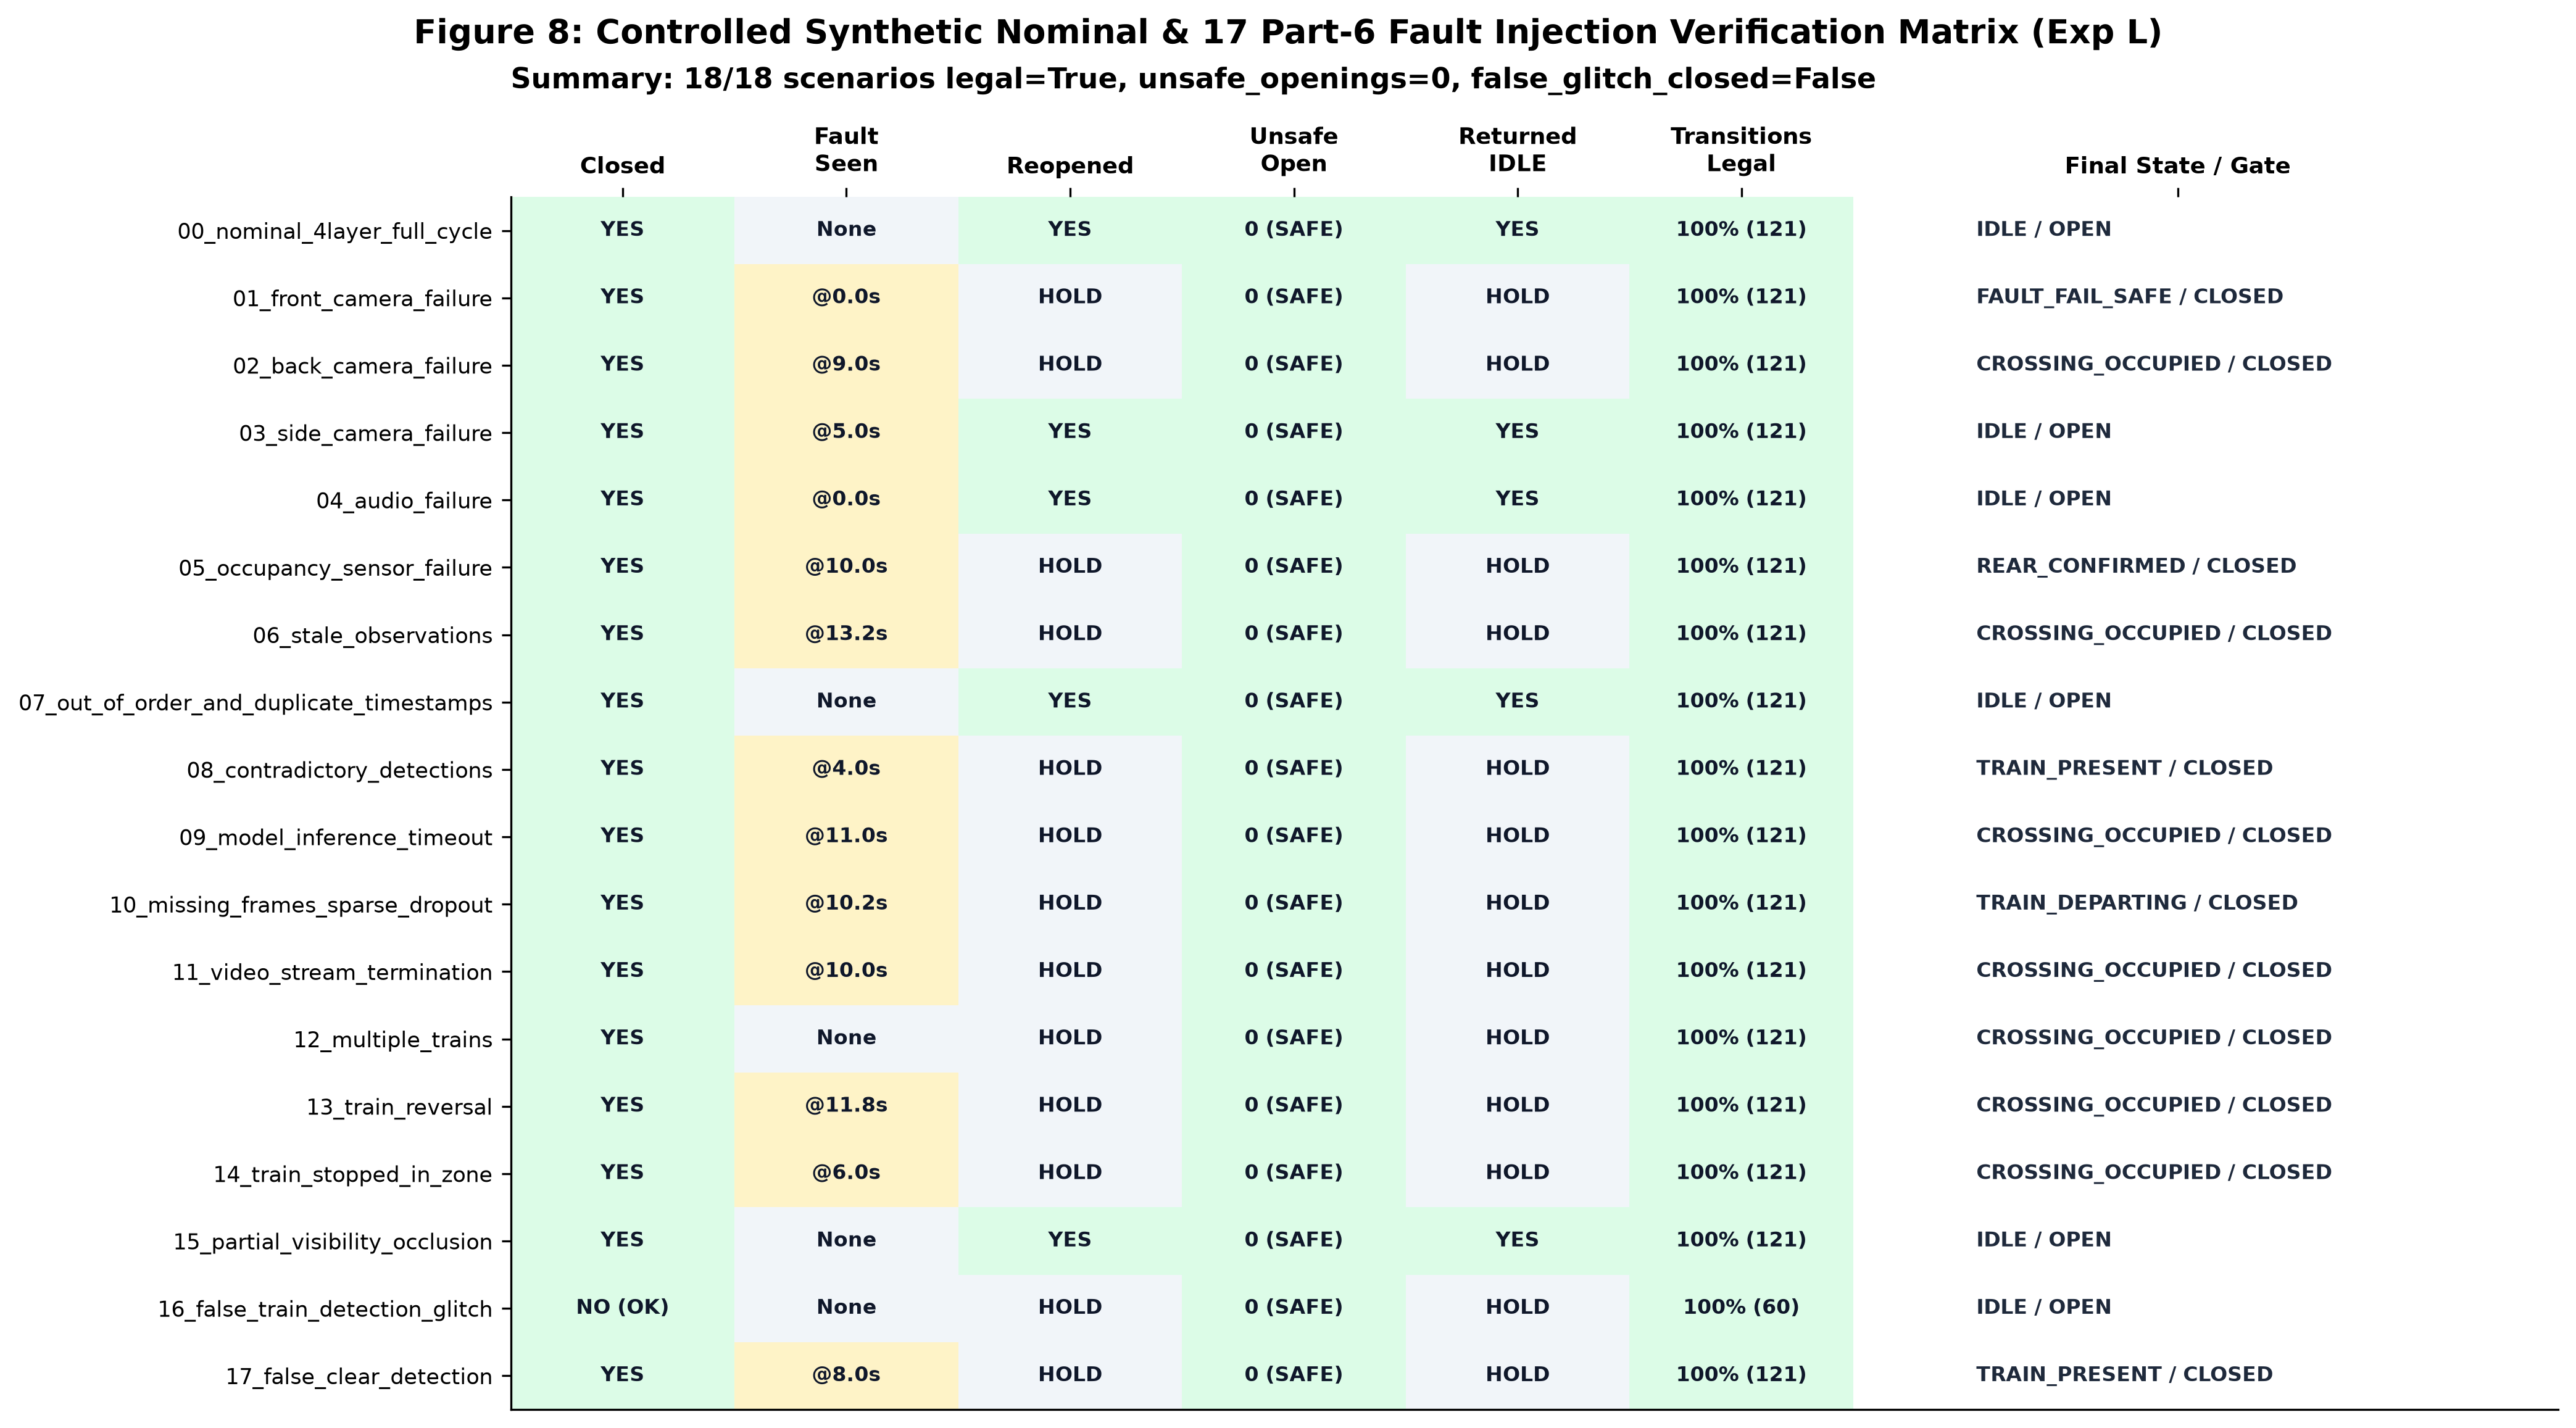 Figure 8: Controlled Synthetic Nominal & 17 Part-6 Fault Injection Verification Matrix (Exp L)
Summary: 18/18 scenarios legal=True, unsafe_openings=0, false_glitch_closed=False
Closed Fault Seen Reopened Unsafe Open Returned IDLE Transitions Legal Final State / Gate
00_nominal_4layer_full_cycle YES None YES 0 (SAFE) YES 100% (121) IDLE / OPEN
01_front_camera_failure YES @0.0s HOLD 0 (SAFE) HOLD 100% (121) FAULT_FAIL_SAFE / CLOSED
02_back_camera_failure YES @9.0s HOLD 0 (SAFE) HOLD 100% (121) CROSSING_OCCUPIED / CLOSED
03_side_camera_failure YES @5.0s YES 0 (SAFE) YES 100% (121) IDLE / OPEN
04_audio_failure YES @0.0s YES 0 (SAFE) YES 100% (121) IDLE / OPEN
05_occupancy_sensor_failure YES @10.0s HOLD 0 (SAFE) HOLD 100% (121) REAR_CONFIRMED / CLOSED
06_stale_observations YES @13.2s HOLD 0 (SAFE) HOLD 100% (121) CROSSING_OCCUPIED / CLOSED
07_out_of_order_and_duplicate_timestamps YES None YES 0 (SAFE) YES 100% (121) IDLE / OPEN
08_contradictory_detections YES @4.0s HOLD 0 (SAFE) HOLD 100% (121) TRAIN_PRESENT / CLOSED
09_model_inference_timeout YES @11.0s HOLD 0 (SAFE) HOLD 100% (121) CROSSING_OCCUPIED / CLOSED
10_missing_frames_sparse_dropout YES @10.2s HOLD 0 (SAFE) HOLD 100% (121) TRAIN_DEPARTING / CLOSED
11_video_stream_termination YES @10.0s HOLD 0 (SAFE) HOLD 100% (121) CROSSING_OCCUPIED / CLOSED
12_multiple_trains YES None HOLD 0 (SAFE) HOLD 100% (121) CROSSING_OCCUPIED / CLOSED
13_train_reversal YES @11.8s HOLD 0 (SAFE) HOLD 100% (121) CROSSING_OCCUPIED / CLOSED
14_train_stopped_in_zone YES @6.0s HOLD 0 (SAFE) HOLD 100% (121) CROSSING_OCCUPIED / CLOSED
15_partial_visibility_occlusion YES None YES 0 (SAFE) YES 100% (121) IDLE / OPEN
16_false_train_detection_glitch NO (OK) None HOLD 0 (SAFE) HOLD 100% (60) IDLE / OPEN
17_false_clear_detection YES @8.0s HOLD 0 (SAFE) HOLD 100% (121) TRAIN_PRESENT / CLOSED